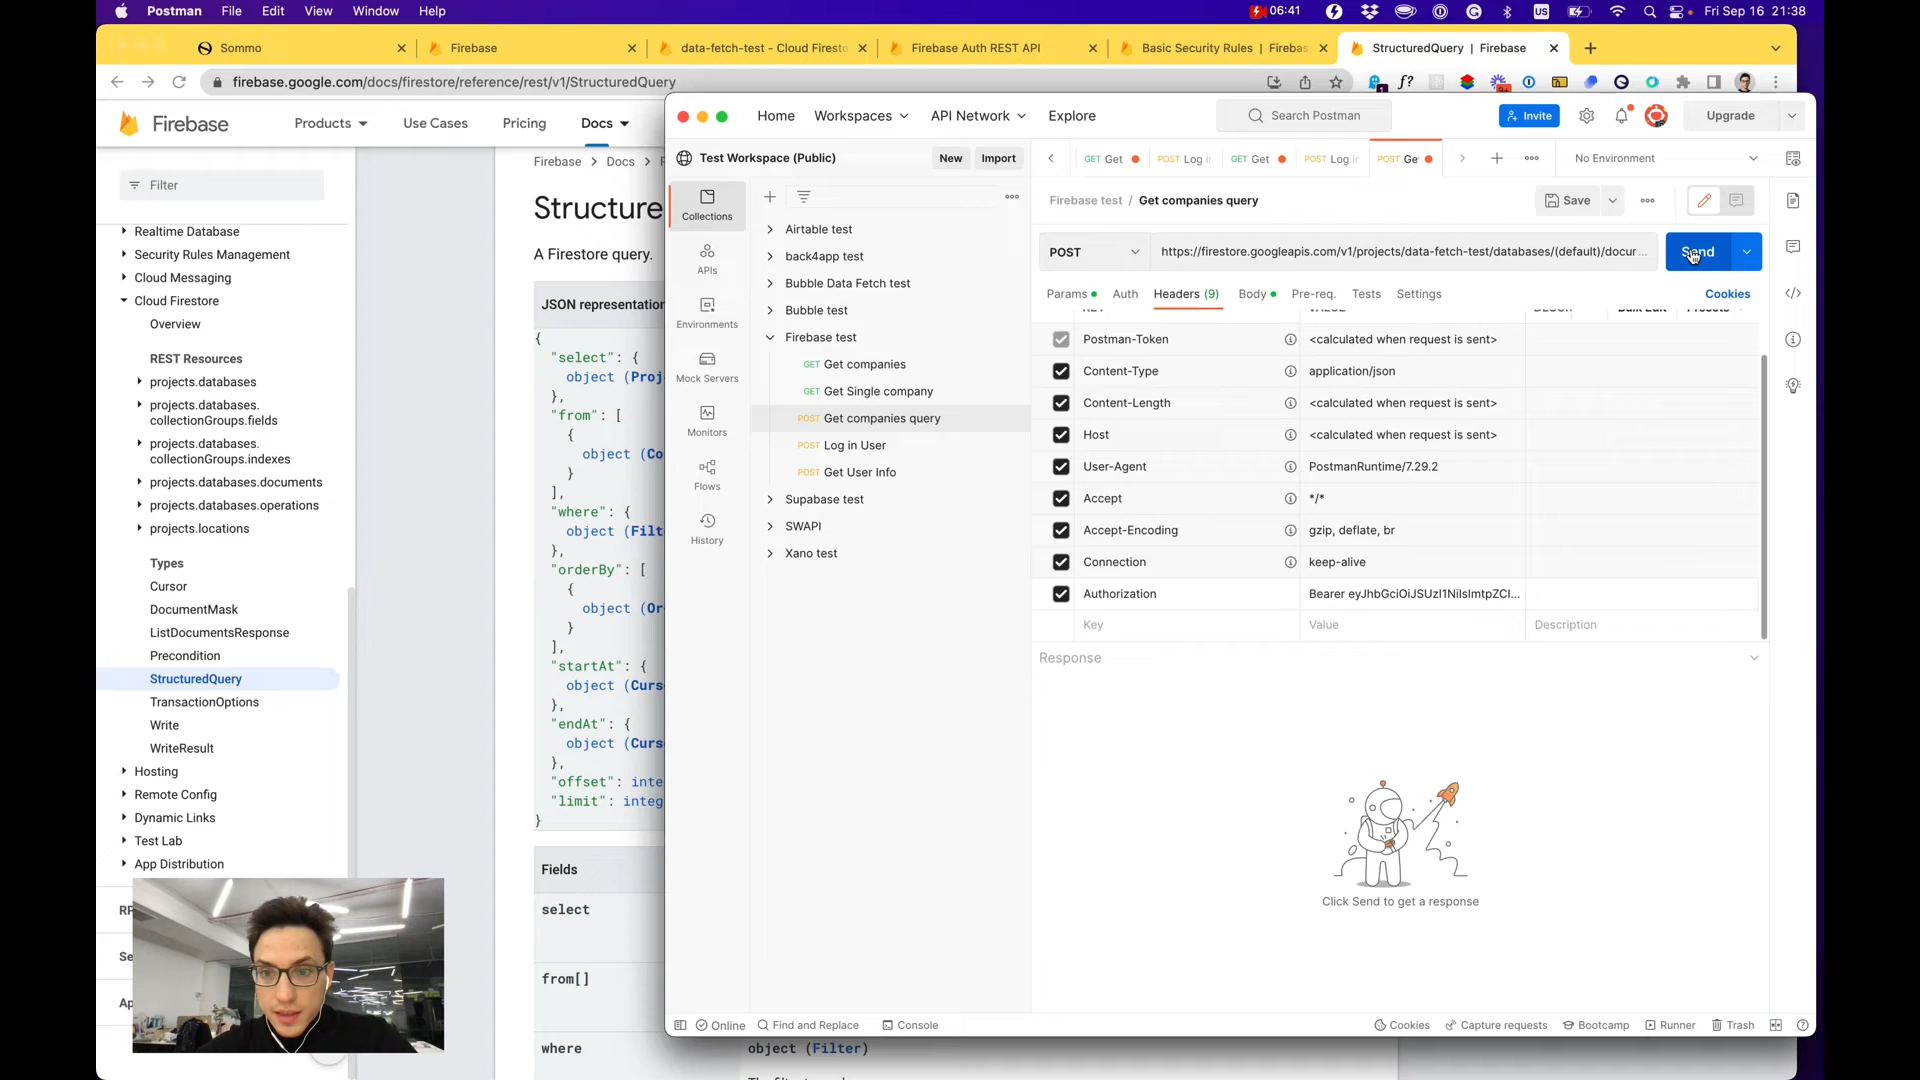 Postman File Edit View Window Help
06:41
US
Fri Sep 16 21:38
Sommo
Firebase
data-fetch-test - Cloud Firesto
Firebase Auth REST API
Basic Security Rules | Firebas
StructuredQuery | Firebase
firebase.google.com/docs/firestore/reference/rest/v1/StructuredQuery
Firebase
Products
Use Cases
Pricing
Docs
Filter
Realtime Database
Security Rules Management
Cloud Messaging
Cloud Firestore
Overview
REST Resources
projects.databases
projects.databases.
collectionGroups.fields
projects.databases.
collectionGroups.indexes
projects.databases.documents
projects.databases.operations
projects.locations
Types
Cursor
DocumentMask
ListDocumentsResponse
Precondition
StructuredQuery
TransactionOptions
Write
WriteResult
Hosting
Remote Config
Dynamic Links
Test Lab
App Distribution
RP
Se
Ap
Firebase > Docs >
Structure
A Firestore query.
JSON representation
{
"select": {
object (Proj
},
"from": [
{
object (Co
}
],
"where": {
object (Filt
},
"orderBy": [
{
object (Or
}
],
"startAt": {
object (Curs
},
"endAt": {
object (Curs
},
"offset": inte
"limit": integ
}
Fields
select
from[]
where
object (Filter)
Home
Workspaces
API Network
Explore
Search Postman
Invite
Upgrade
Test Workspace (Public)
New
Import
Collections
APIs
Environments
Mock Servers
Monitors
Flows
History
Airtable test
back4app test
Bubble Data Fetch test
Bubble test
Firebase test
GET Get companies
GET Get Single company
POST Get companies query
POST Log in User
POST Get User Info
Supabase test
SWAPI
Xano test
GET Get
POST Log i
GET Get
POST Log i
POST Ge
No Environment
Firebase test / Get companies query
Save
POST
https://firestore.googleapis.com/v1/projects/data-fetch-test/databases/(default)/docur ...
Send
Params
Auth
Headers (9)
Body
Pre-req.
Tests
Settings
Cookies
Postman-Token <calculated when request is sent>
Content-Type application/json
Content-Length <calculated when request is sent>
Host <calculated when request is sent>
User-Agent PostmanRuntime/7.29.2
Accept */*
Accept-Encoding gzip, deflate, br
Connection keep-alive
Authorization Bearer eyJhbGciOiJSUzI1NiIsImtpZCI...
Key Value Description
Response
Click Send to get a response
Online
Find and Replace
Console
Cookies
Capture requests
Bootcamp
Runner
Trash